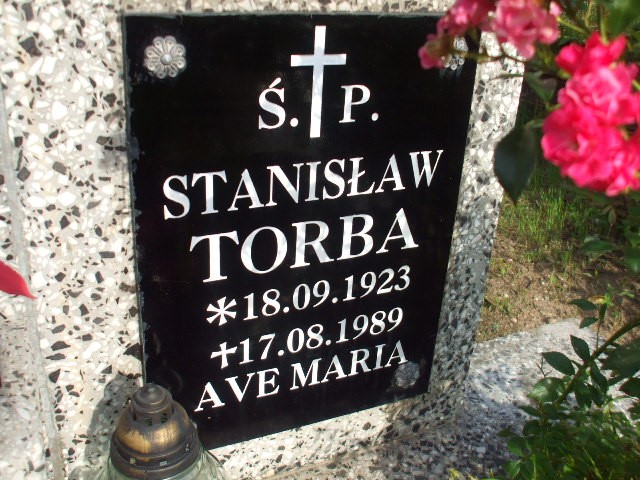 Ś. P.
STANISŁAW
TORBA
*18.09.1923
†17.08.1989
AVE MARIA